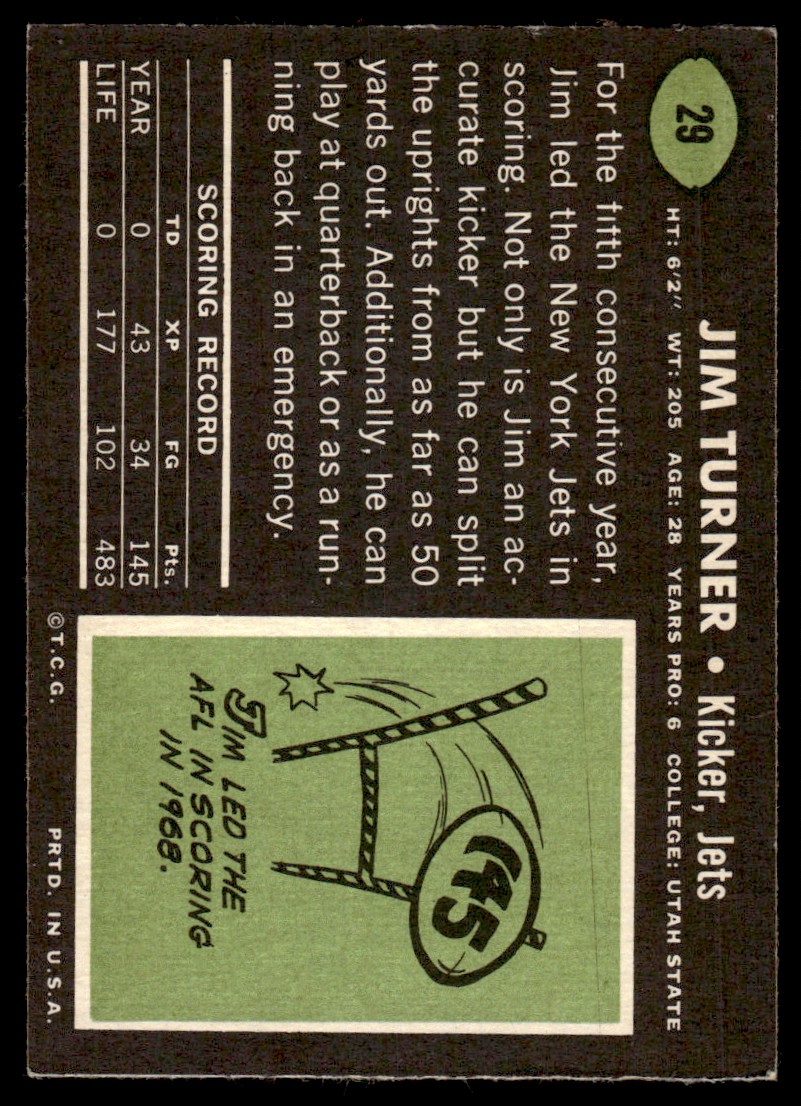 29
JIM TURNER • Kicker, Jets
HT: 6'2" WT: 205 AGE: 28 YEARS PRO: 6 COLLEGE: UTAH STATE
For the fifth consecutive year,
Jim led the New York Jets in
scoring. Not only is Jim an ac-
curate kicker but he can split
the uprights from as far as 50
yards out. Additionally, he can
play at quarterback or as a run-
ning back in an emergency.
SCORING RECORD
TD XP FG Pts.
YEAR 0 43 34 145
LIFE 0 177 102 483
145
JIM LED THE
AFL IN SCORING
IN 1968.
©T.C.G. PRTD. IN U.S.A.